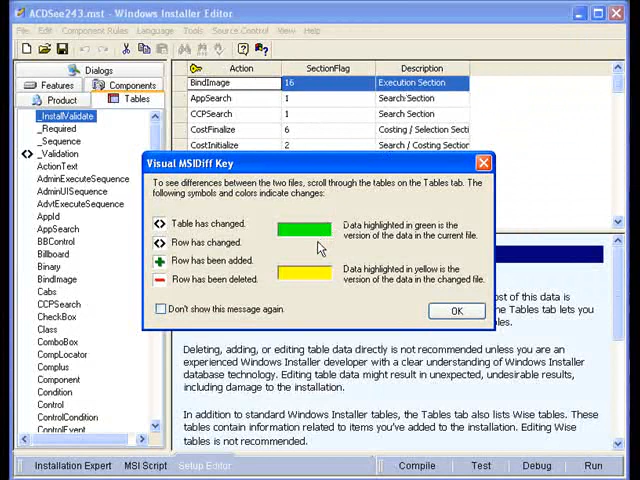 ACDSee243.mst - Windows Installer Editor
File Edit Component Rules Language Tools Source Control View Help
Dialogs
Features Components
Product Tables
_InstallValidate
_Required
_Sequence
_Validation
ActionText
AdminExecuteSequence
AdminUISequence
AdvtExecuteSequence
AppId
AppSearch
BBControl
Billboard
Binary
BindImage
Cabs
CCPSearch
CheckBox
Class
ComboBox
CompLocator
Complus
Component
Condition
Control
ControlCondition
ControlEvent
Action SectionFlag Description
BindImage 16 Execution Section
AppSearch 1 Search Section
CCPSearch 1 Search Section
CostFinalize 6 Costing / Selection Sect
CostInitialize 2 Search / Costing Section
Visual MSIDiff Key
To see differences between the two files, scroll through the tables on the Tables tab. The
following symbols and colors indicate changes:
Table has changed.
Row has changed.
Row has been added.
Row has been deleted.
Data highlighted in green is the
version of the data in the current file.
Data highlighted in yellow is the
version of the data in the changed file.
Don't show this message again.
OK
ost of this data is
Tables tab lets you
les.
Deleting, adding, or editing table data directly is not recommended unless you are an
experienced Windows Installer developer with a clear understanding of Windows Installer
database technology. Editing table data might result in unexpected, undesirable results,
including damage to the installation.
In addition to standard Windows Installer tables, the Tables tab also lists Wise tables. These
tables contain information related to items you've added to the installation. Editing Wise
tables is not recommended.
Installation Expert MSI Script Setup Editor Compile Test Debug Run